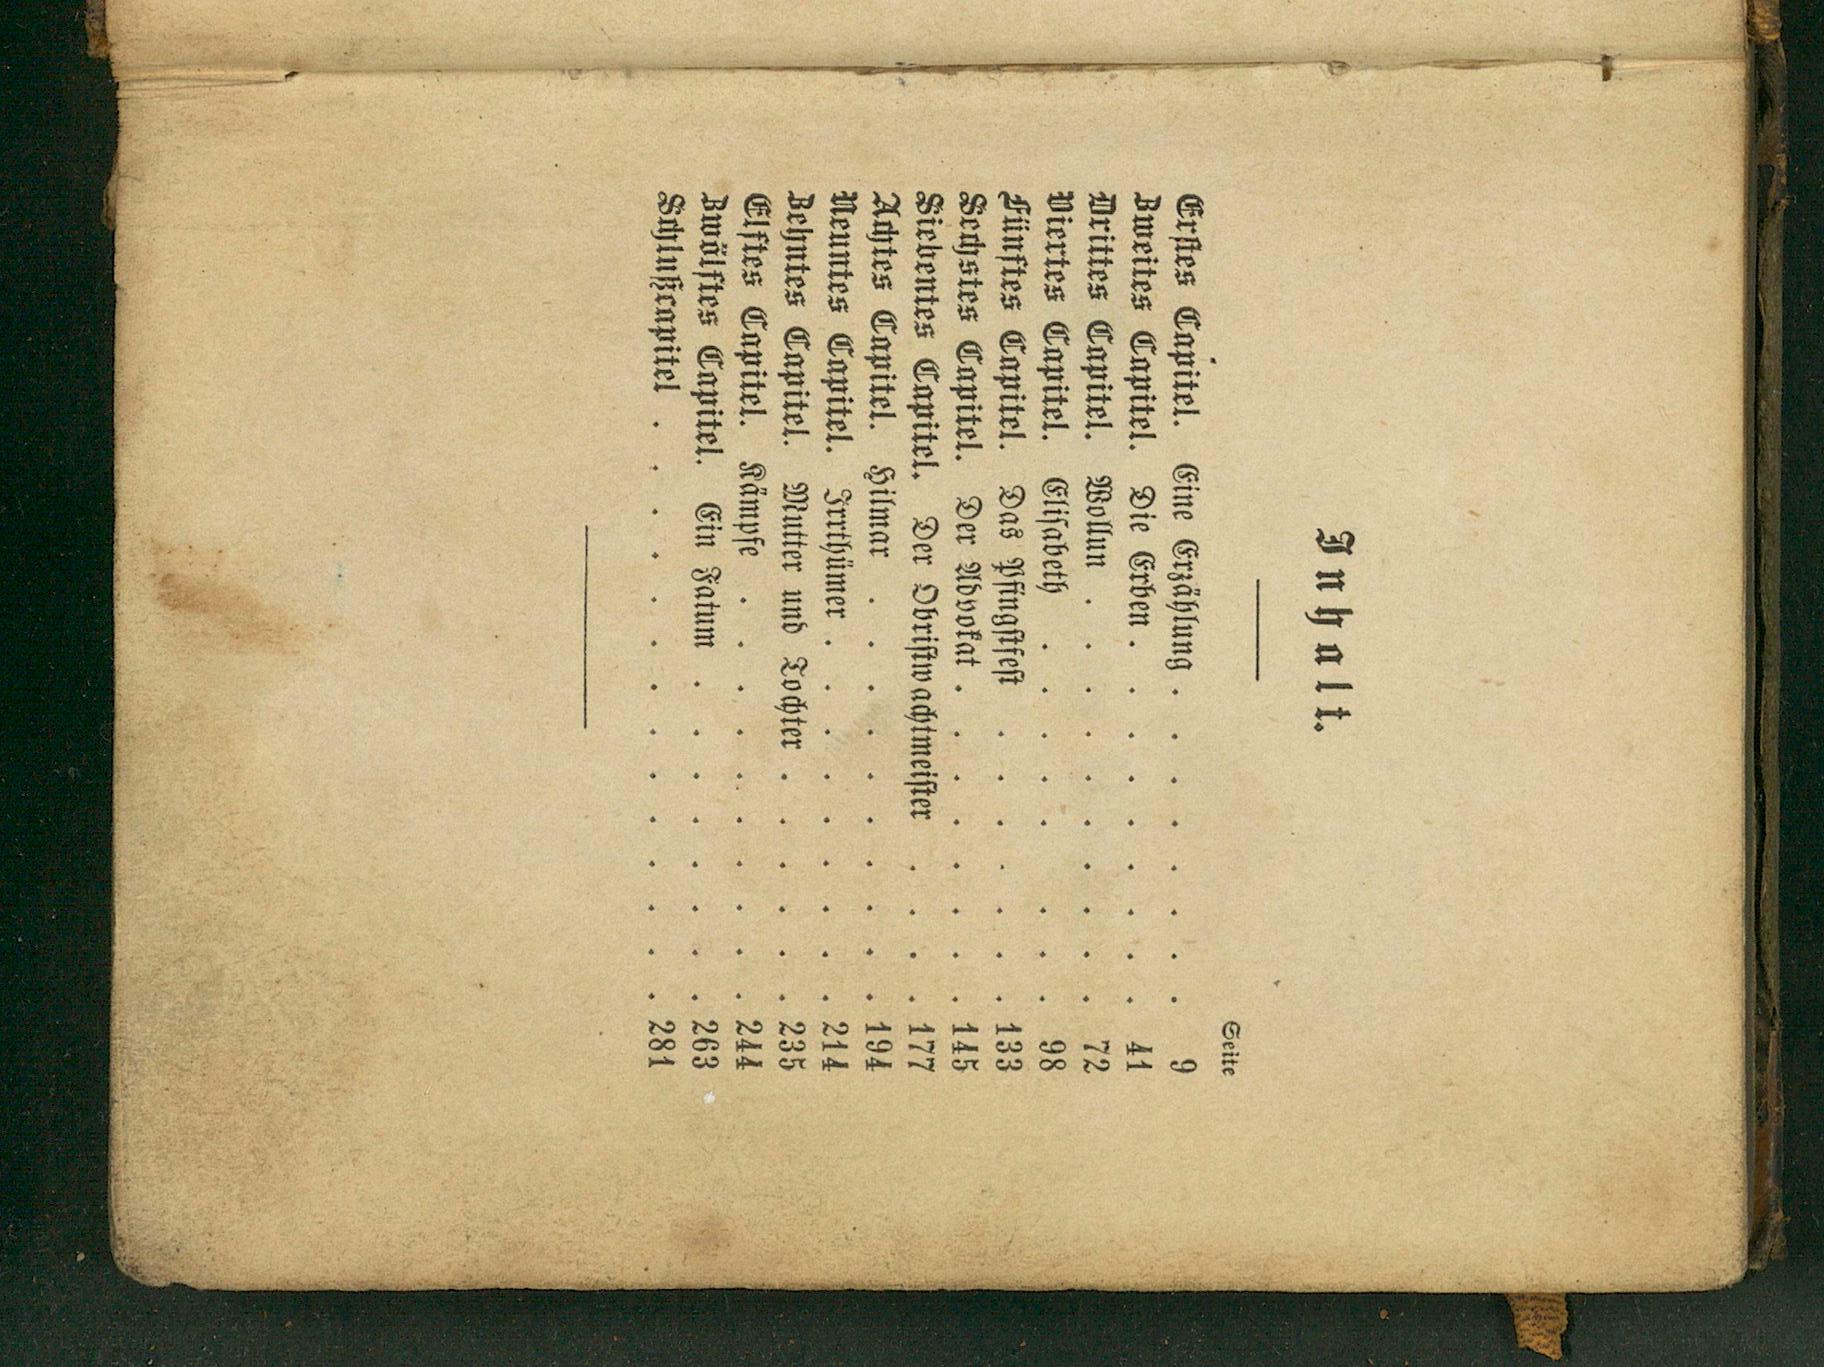 Inhalt.
Seite
Erstes Capitel. Eine Erzählung . . . . . . . . 9
Zweites Capitel. Die Erben . . . . . . . . . 41
Drittes Capitel. Wollun . . . . . . . . . . 72
Viertes Capitel. Elisabeth . . . . . . . . 98
Fünftes Capitel. Das Pfingstfest . . . . . . . 133
Sechstes Capitel. Der Advokat . . . . . . . . 145
Siebentes Capitel. Der Obristwachtmeister . . . . 177
Achtes Capitel. Hilmar . . . . . . . . . . 194
Neuntes Capitel. Irrthümer . . . . . . . . . 214
Zehntes Capitel. Mutter und Tochter . . . . . . 235
Elftes Capitel. Kämpfe . . . . . . . . . . 244
Zwölftes Capitel. Ein Fatum . . . . . . . . 263
Schlußcapitel . . . . . . . . . . . . . . 281